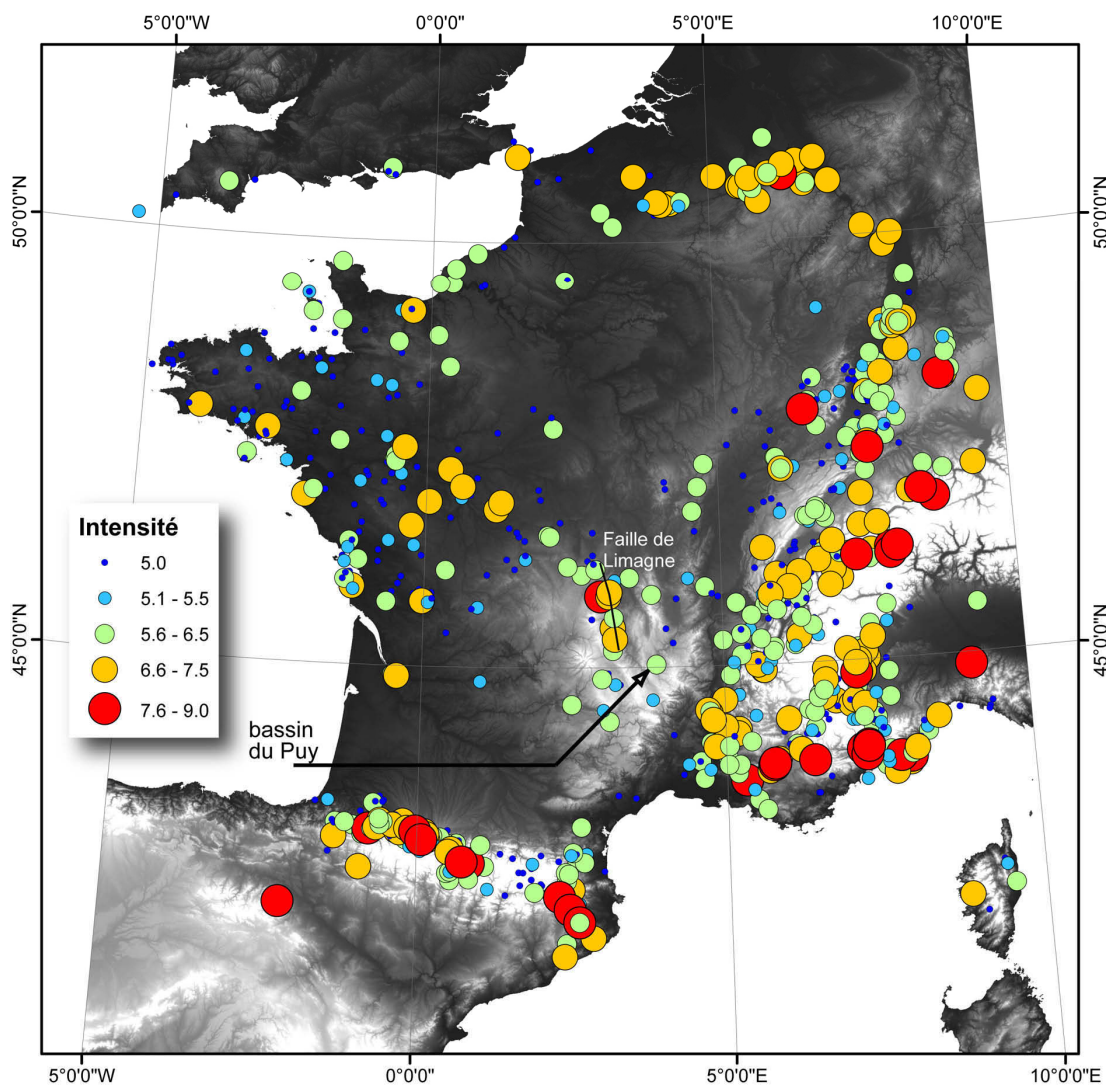 5°0'0"W
0°0'0"
5°0'0"E
10°0'0"E
50°0'0"N
50°0'0"N
Intensité
5.0
5.1 - 5.5
5.6 - 6.5
6.6 - 7.5
7.6 - 9.0
Faille de
Limagne
45°0'0"N
45°0'0"N
bassin
du Puy
5°0'0"W
0°0'0"
5°0'0"E
10°0'0"E